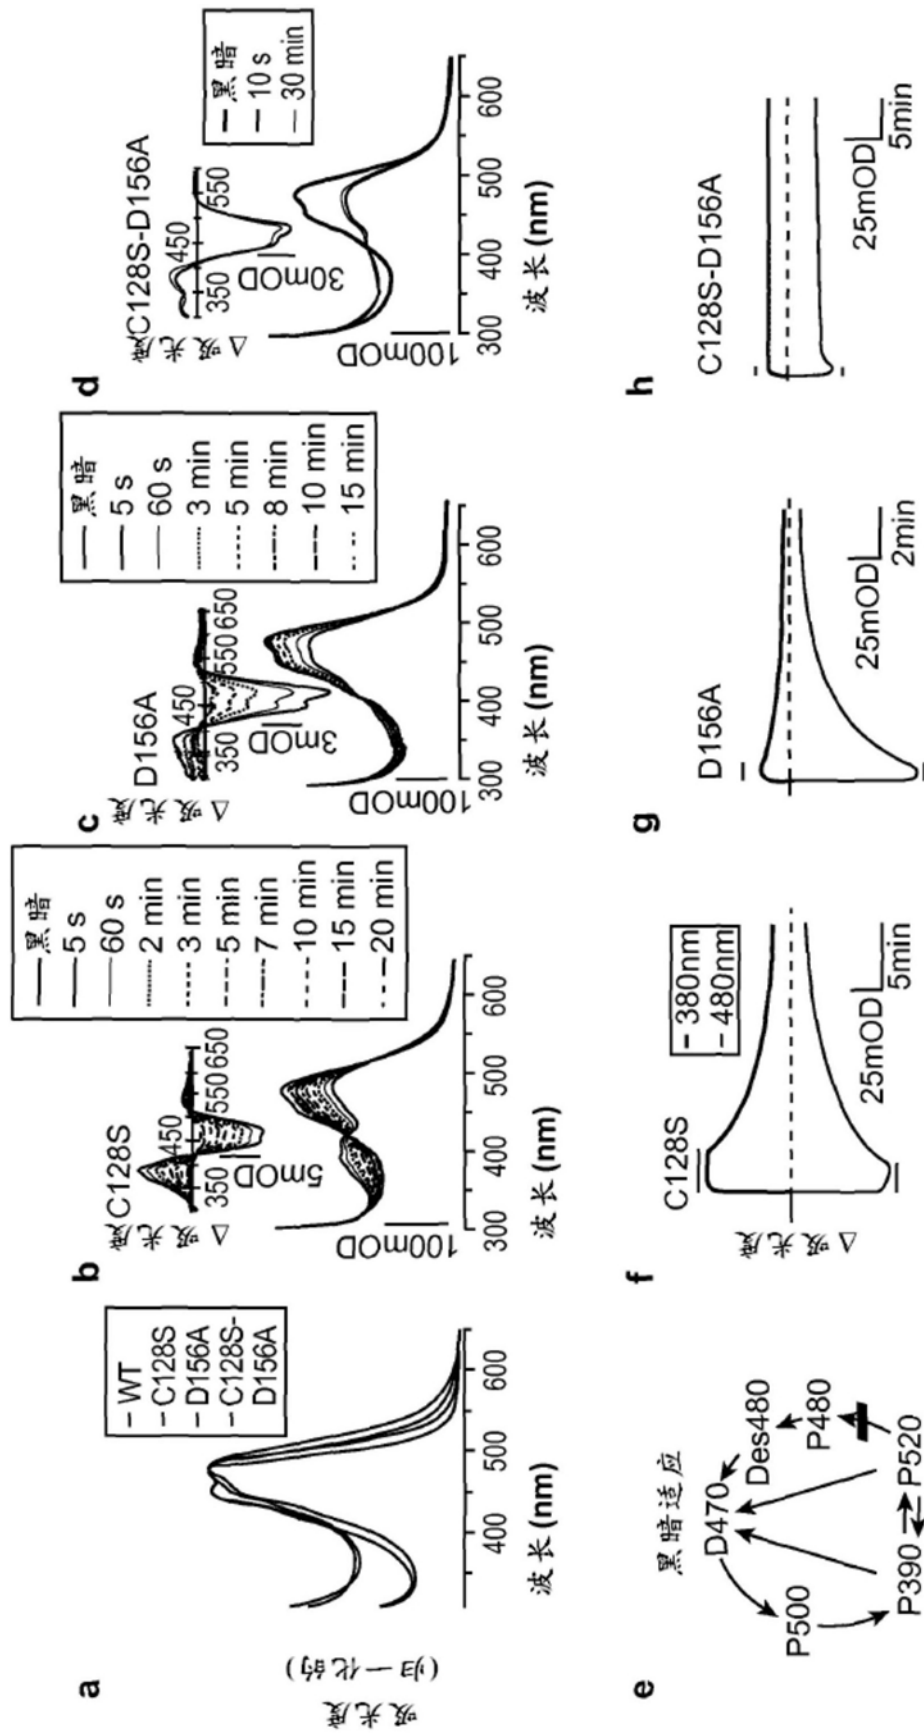 a
吸光度
(归一化的)
WT
C128S
D156A
C128S-
D156A
400
500
600
波长 (nm)
b
Δ吸光度
C128S
350
450
550
650
5mOD
100mOD
黑暗
5 s
60 s
2 min
3 min
5 min
7 min
10 min
15 min
20 min
300
400
500
600
波长 (nm)
c
Δ吸光度
D156A
350
450
550
650
3mOD
100mOD
黑暗
5 s
60 s
3 min
5 min
8 min
10 min
15 min
300
400
500
600
波长 (nm)
d
Δ吸光度
C128S-D156A
350
450
550
30mOD
100mOD
黑暗
10 s
30 min
300
400
500
600
波长 (nm)
e
黑暗适应
D470
Des480
P500
P480
P390
P520
f
Δ吸光度
C128S
380nm
480nm
25mOD
5min
g
D156A
25mOD
2min
h
C128S-D156A
25mOD
5min